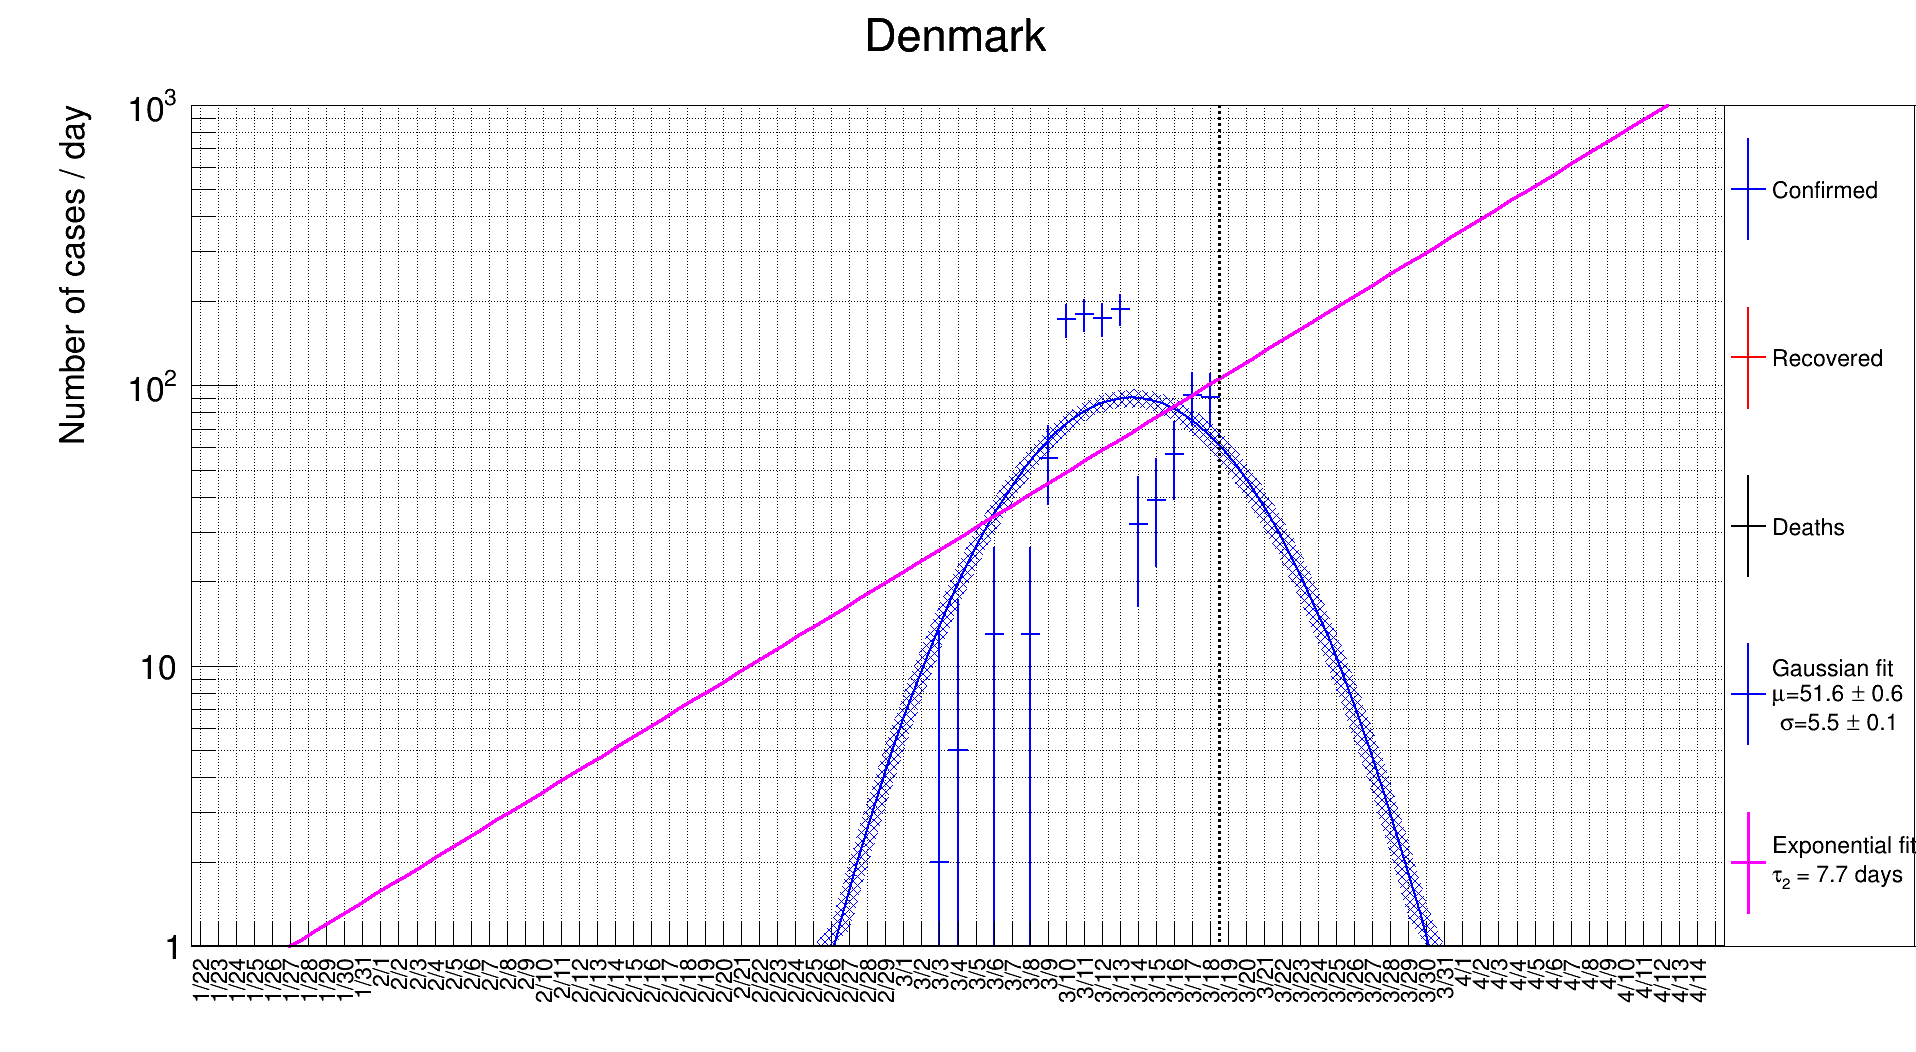 Denmark
Number of cases / day
10³
10²
10
1
1/22 1/23 1/24 1/25 1/26 1/27 1/28 1/29 1/30 1/31 2/1 2/2 2/3 2/4 2/5 2/6 2/7 2/8 2/9 2/10 2/11 2/12 2/13 2/14 2/15 2/16 2/17 2/18 2/19 2/20 2/21 2/22 2/23 2/24 2/25 2/26 2/27 2/28 2/29 3/1 3/2 3/3 3/4 3/5 3/6 3/7 3/8 3/9 3/10 3/11 3/12 3/13 3/14 3/15 3/16 3/17 3/18 3/19 3/20 3/21 3/22 3/23 3/24 3/25 3/26 3/27 3/28 3/29 3/30 3/31 4/1 4/2 4/3 4/4 4/5 4/6 4/7 4/8 4/9 4/10 4/11 4/12 4/13 4/14
Confirmed
Recovered
Deaths
Gaussian fit
μ=51.6 ± 0.6
σ=5.5 ± 0.1
Exponential fit
τ₂ = 7.7 days